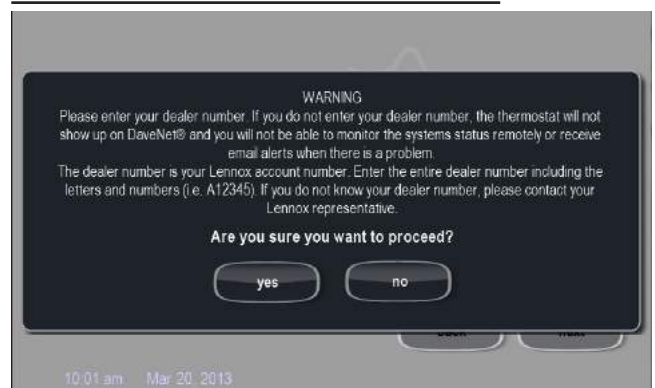 WARNING
Please enter your dealer number. If you do not enter your dealer number, the thermostat will not
show up on DaveNet® and you will not be able to monitor the systems status remotely or receive
email alerts when there is a problem.
The dealer number is your Lennox account number. Enter the entire dealer number including the
letters and numbers (i.e. A12345). If you do not know your dealer number, please contact your
Lennox representative.
Are you sure you want to proceed?
yes no
10:01 am Mar 20, 2013